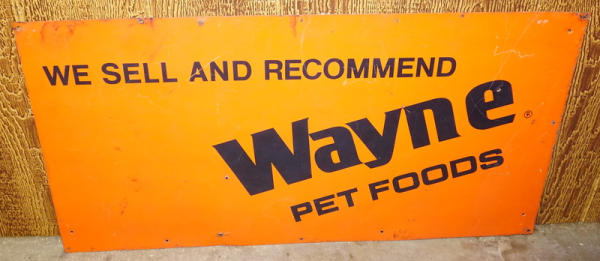 WE SELL AND RECOMMEND
Wayne ®
PET FOODS